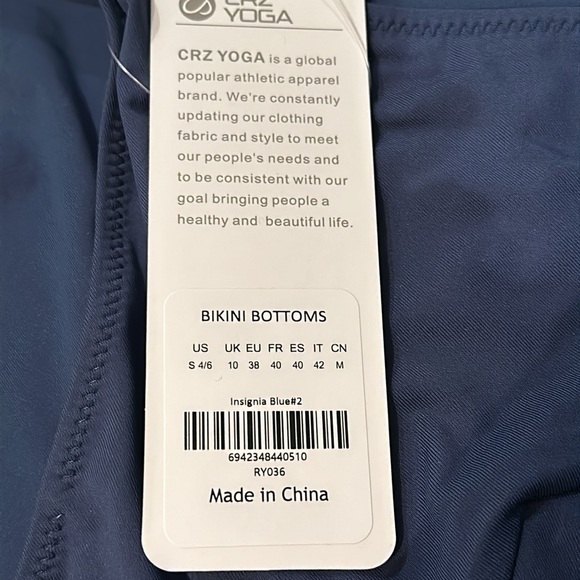 CRZ
YOGA
CRZ YOGA is a global
popular athletic apparel
brand. We're constantly
updating our clothing
fabric and style to meet
our people's needs and
to be consistent with our
goal bringing people a
healthy and beautiful life.
BIKINI BOTTOMS
US UK EU FR ES IT CN
S 4/6 10 38 40 40 42 M
Insignia Blue#2
6942348440510
RY036
Made in China